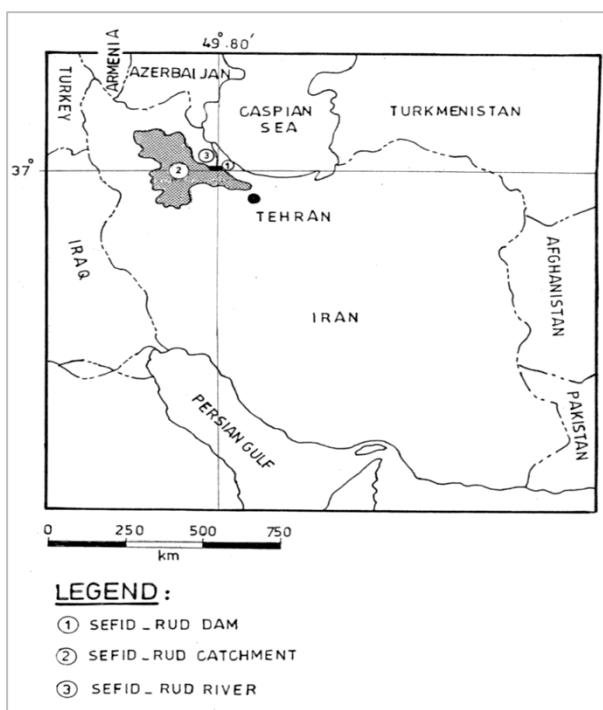 49°.80'
TURKEY
ARMENIA
AZERBAIJAN
CASPIAN
SEA
TURKMENISTAN
37°
3
1
2
TEHRAN
IRAQ
IRAN
AFGHANISTAN
PERSIAN GULF
PAKISTAN
0 250 500 750
km
LEGEND:
1 SEFID_RUD DAM
2 SEFID_RUD CATCHMENT
3 SEFID_RUD RIVER